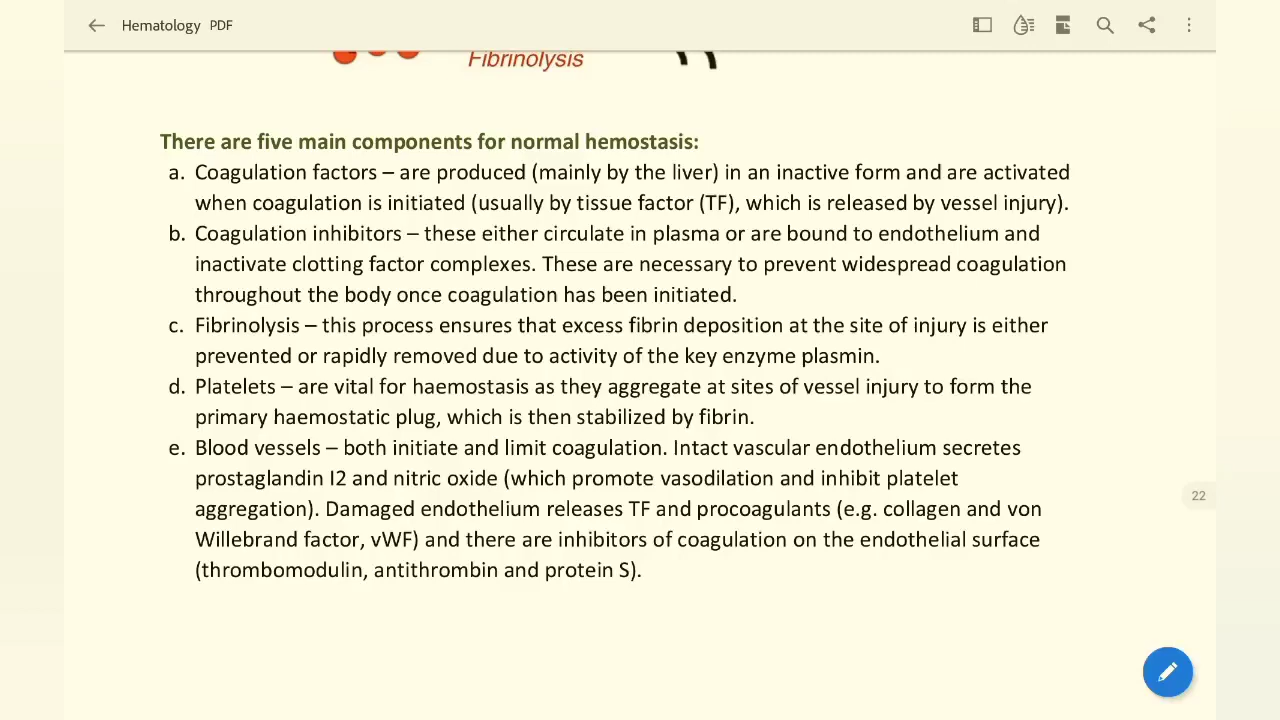 Hematology PDF
Fibrinolysis
There are five main components for normal hemostasis:
a. Coagulation factors – are produced (mainly by the liver) in an inactive form and are activated
when coagulation is initiated (usually by tissue factor (TF), which is released by vessel injury).
b. Coagulation inhibitors – these either circulate in plasma or are bound to endothelium and
inactivate clotting factor complexes. These are necessary to prevent widespread coagulation
throughout the body once coagulation has been initiated.
c. Fibrinolysis – this process ensures that excess fibrin deposition at the site of injury is either
prevented or rapidly removed due to activity of the key enzyme plasmin.
d. Platelets – are vital for haemostasis as they aggregate at sites of vessel injury to form the
primary haemostatic plug, which is then stabilized by fibrin.
e. Blood vessels – both initiate and limit coagulation. Intact vascular endothelium secretes
prostaglandin I2 and nitric oxide (which promote vasodilation and inhibit platelet
aggregation). Damaged endothelium releases TF and procoagulants (e.g. collagen and von
Willebrand factor, vWF) and there are inhibitors of coagulation on the endothelial surface
(thrombomodulin, antithrombin and protein S).
22